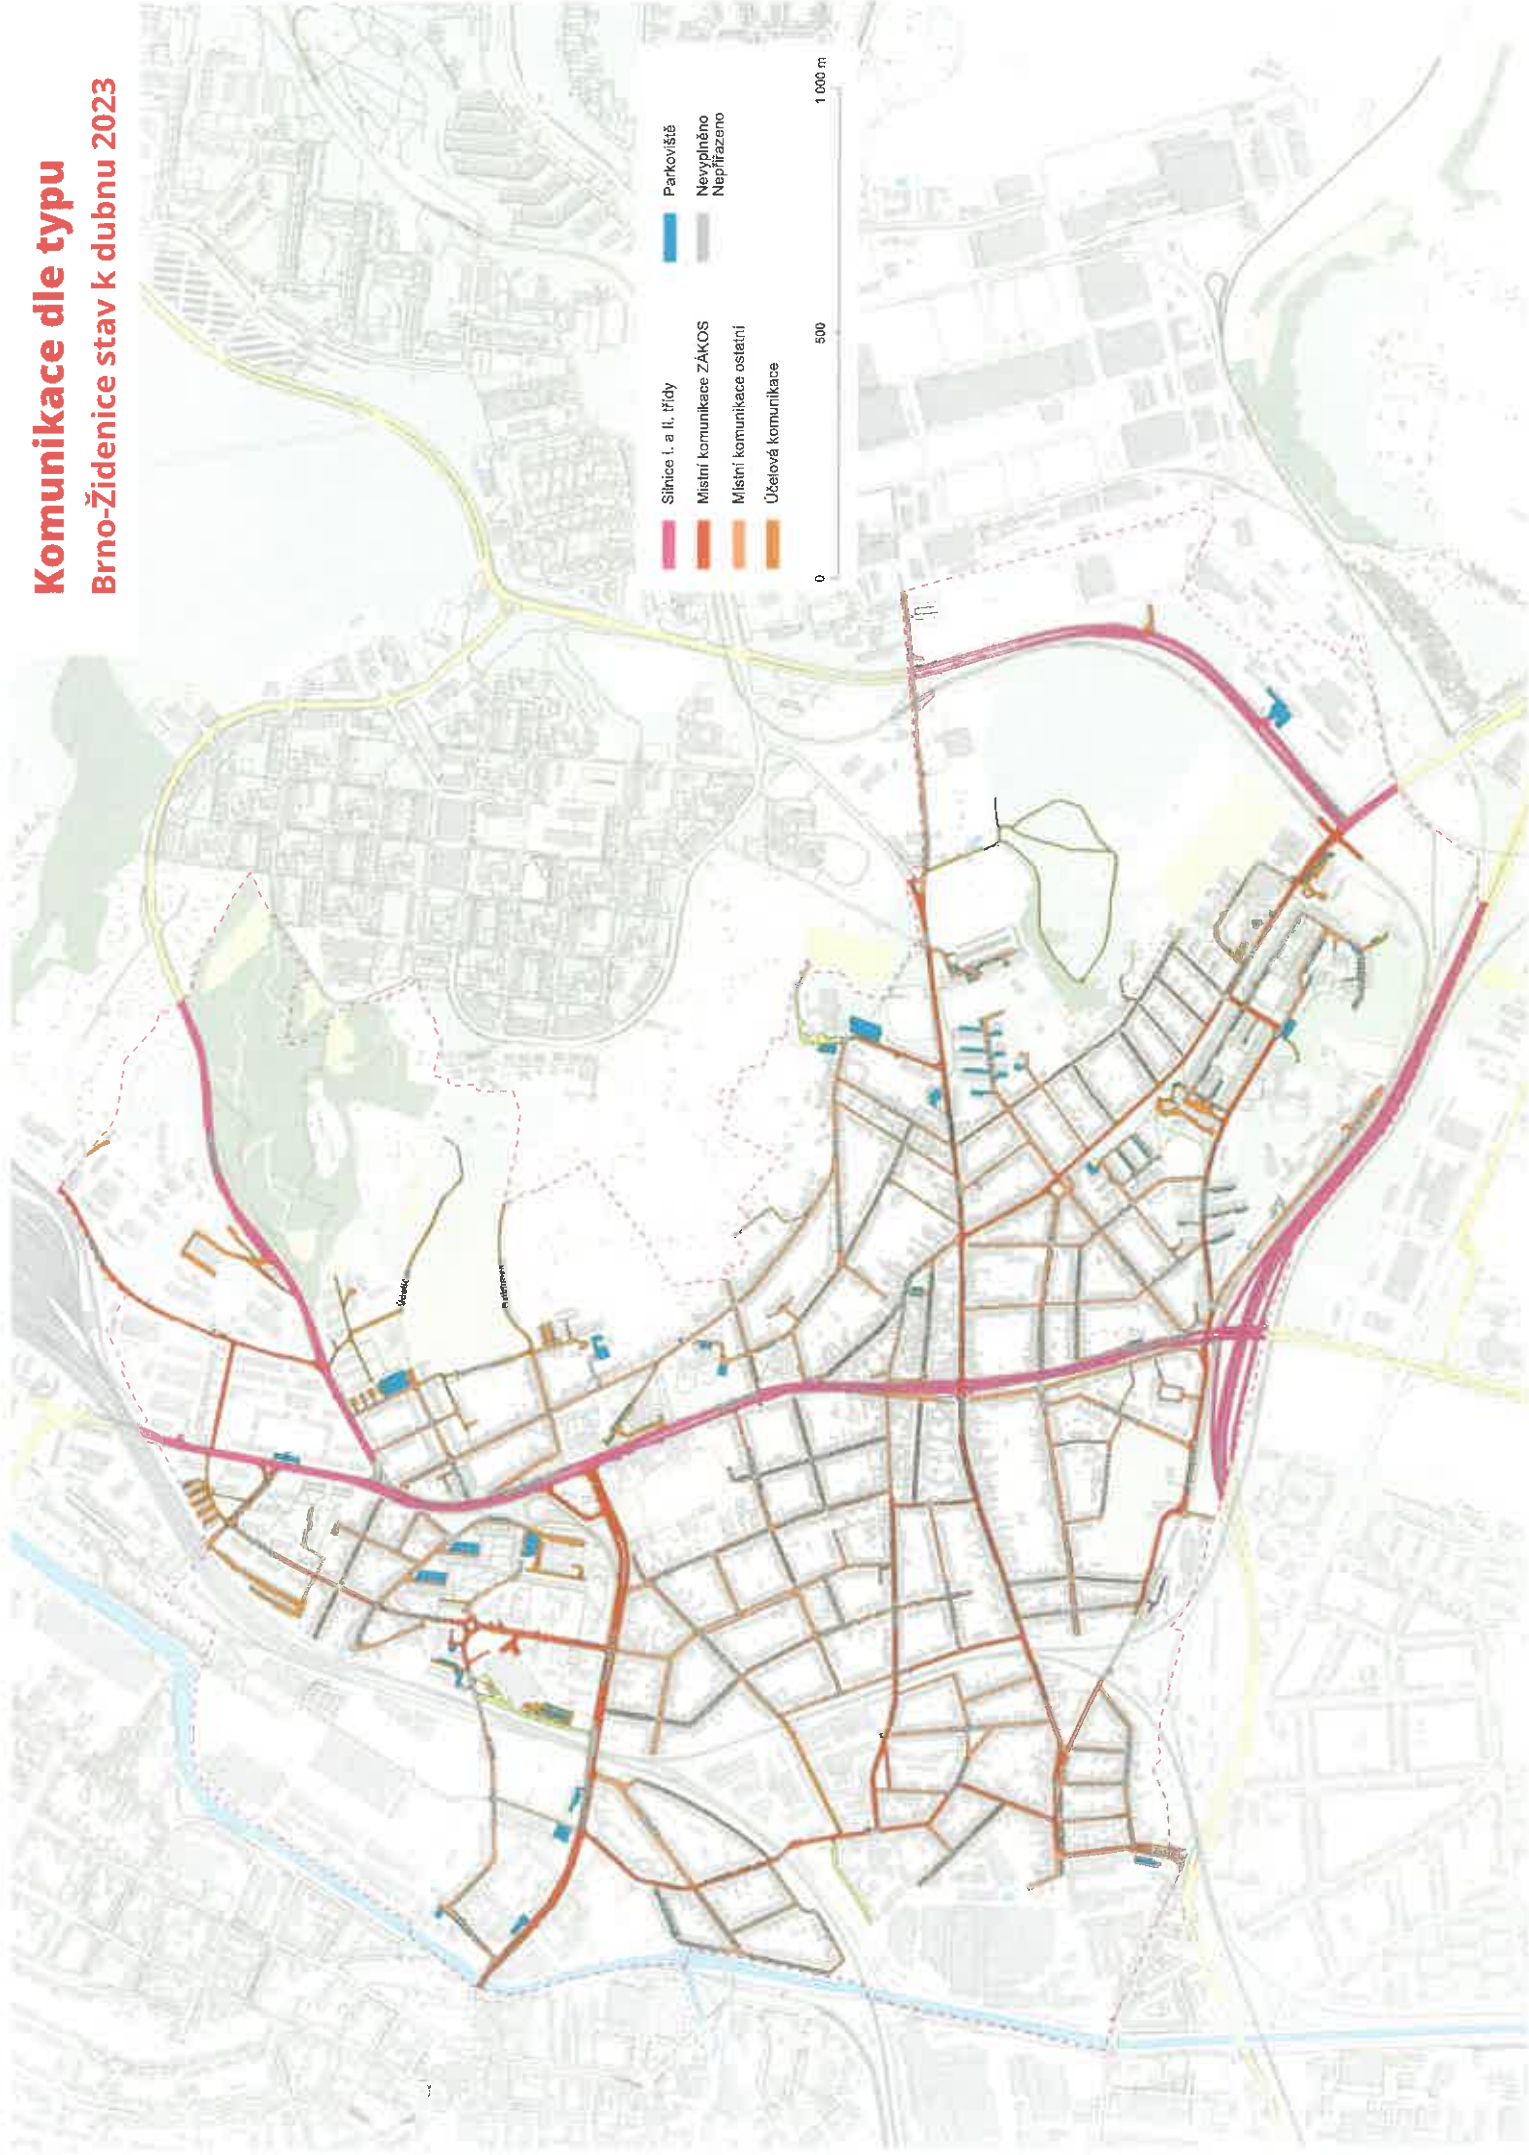 Komunikace dle typu
Brno-Židenice stav k dubnu 2023
Silnice I. a II. třídy
Místní komunikace ZÁKOS
Místní komunikace ostatní
Účelová komunikace
Parkoviště
Nevyplněno
Nepřiřazeno
0
500
1 000 m